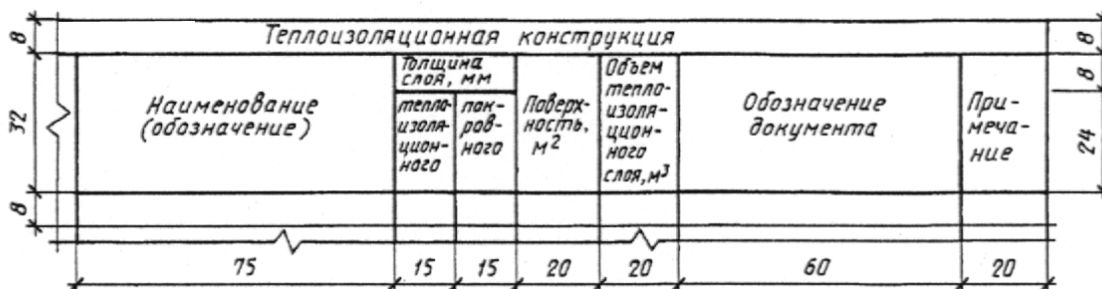 Теплоизоляционная конструкция
Наименование
(обозначение)
Толщина
слоя, мм
тепло-
изоля-
цион-
ного
пок-
ров-
ного
Поверх-
ность,
м2
Объем
тепло-
изоля-
цион-
ного
слоя, м3
Обозначение
документа
При-
меча-
ние
8
32
8
8
8
24
75
15
15
20
20
60
20